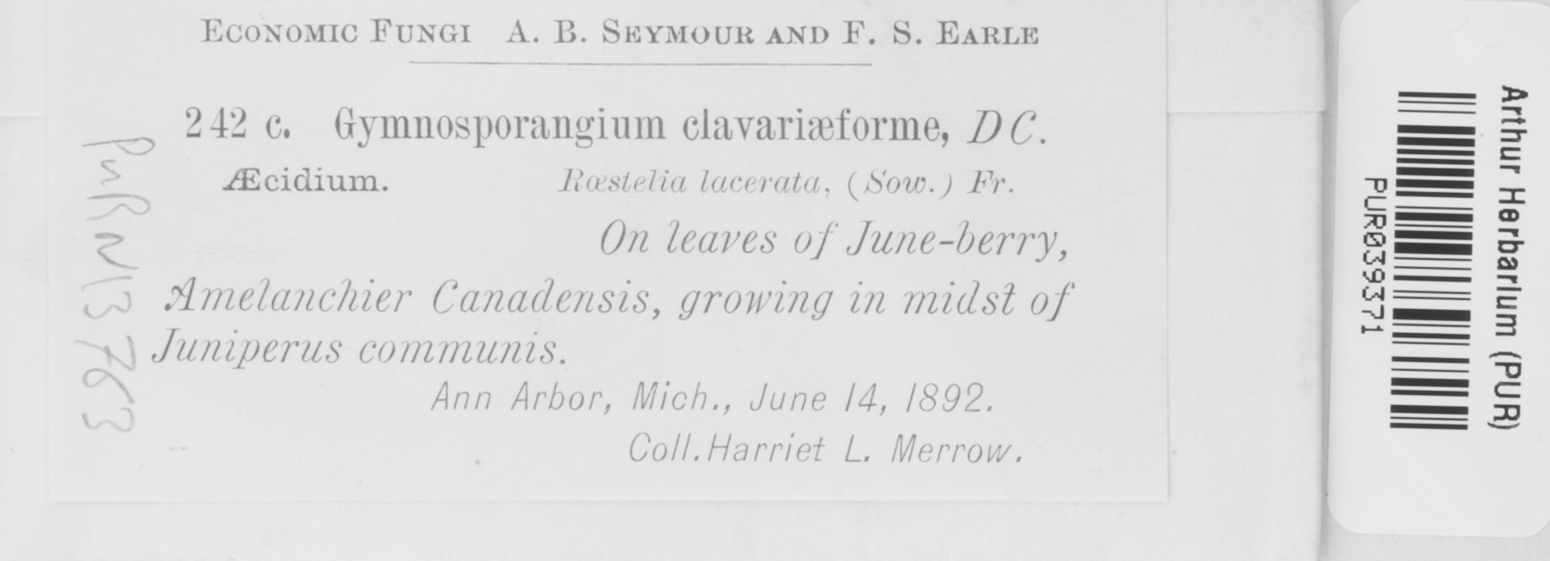 ECONOMIC FUNGI A. B. SEYMOUR AND F. S. EARLE
242 c. Gymnosporangium clavariæforme, DC.
Æcidium. Rœstelia lacerata, (Sow.) Fr.
On leaves of June-berry,
Amelanchier Canadensis, growing in midst of
Juniperus communis.
Ann Arbor, Mich., June 14, 1892.
Coll. Harriet L. Merrow.
PURN13763
Arthur Herbarium (PUR)
PUR039371